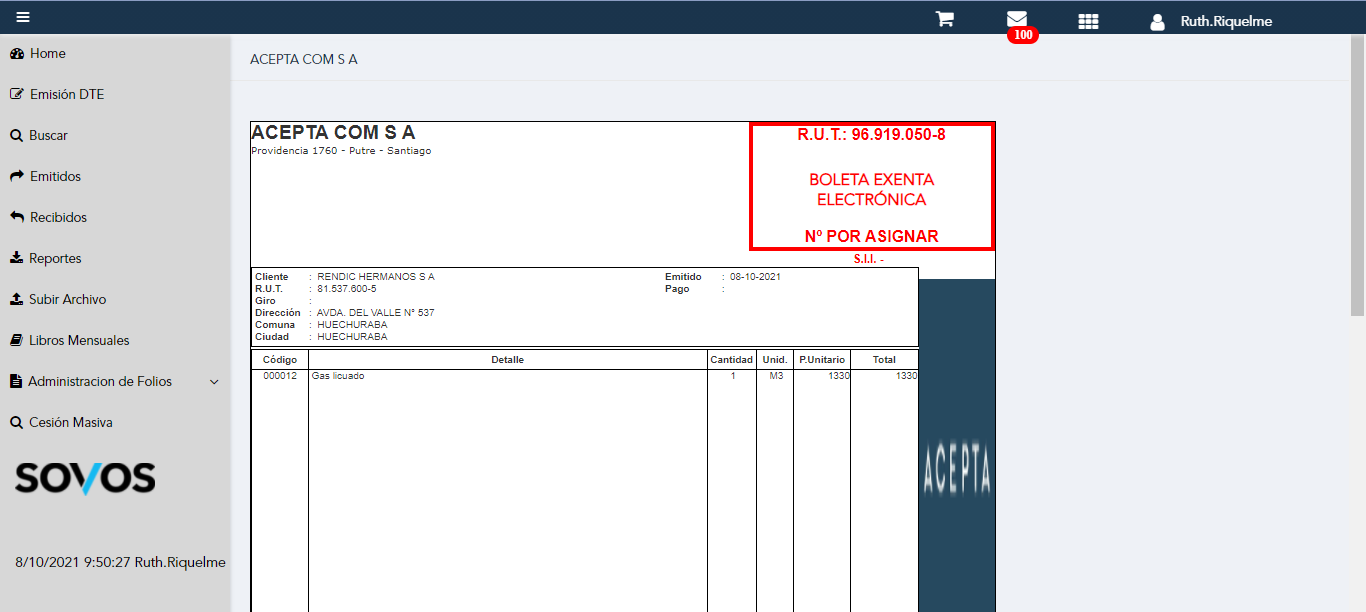 Ruth.Riquelme
100
Home
Emisión DTE
Buscar
Emitidos
Recibidos
Reportes
Subir Archivo
Libros Mensuales
Administracion de Folios
Cesión Masiva
SOVOS
8/10/2021 9:50:27 Ruth.Riquelme
ACEPTA COM S A
ACEPTA COM S A
Providencia 1760 - Putre - Santiago
R.U.T.: 96.919.050-8
BOLETA EXENTA
ELECTRÓNICA
Nº POR ASIGNAR
S.I.I. -
Cliente : RENDIC HERMANOS S A Emitido : 08-10-2021
R.U.T. : 81.537.600-5 Pago :
Giro :
Dirección : AVDA. DEL VALLE N° 537
Comuna : HUECHURABA
Ciudad : HUECHURABA
Código Detalle Cantidad Unid. P.Unitario Total
000012 Gas licuado 1 M3 1330 1330
ACEPTA